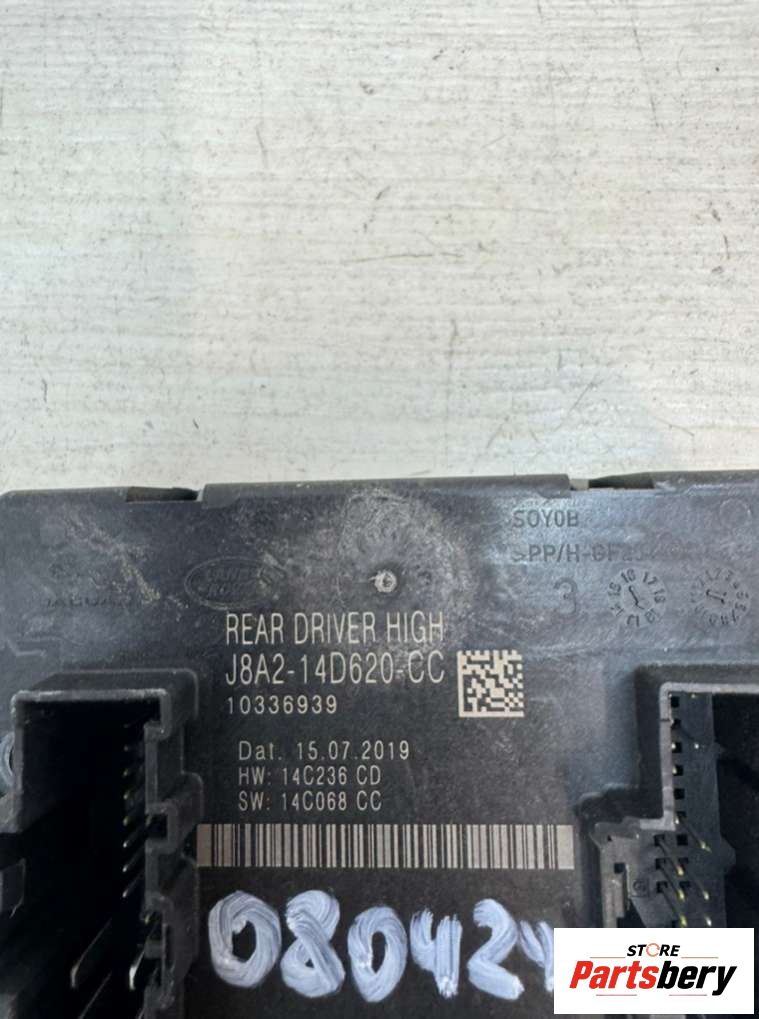 SOY0B
3
REAR DRIVER HIGH
J8A2-14D620-CC
10336939
Dat. 15.07.2019
HW: 14C236 CD
SW: 14C068 CC
080424
STORE
Partsbery